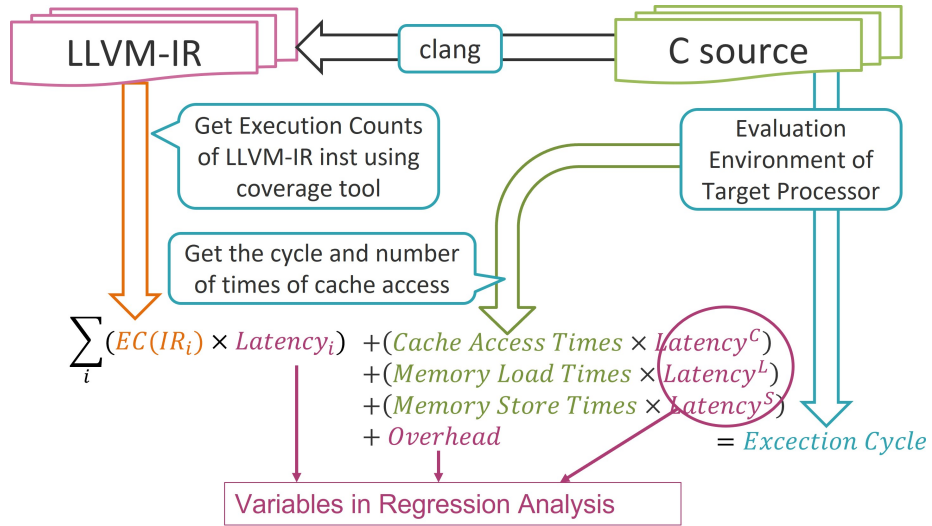 LLVM-IR
clang
C source
Get Execution Counts
of LLVM-IR inst using
coverage tool
Evaluation
Environment of
Target Processor
Get the cycle and number
of times of cache access
∑ᵢ(EC(IRᵢ) × Latencyᵢ) +(Cache Access Times × Latency^C)
+(Memory Load Times × Latency^L)
+(Memory Store Times × Latency^S)
+ Overhead
= Excection Cycle
Variables in Regression Analysis